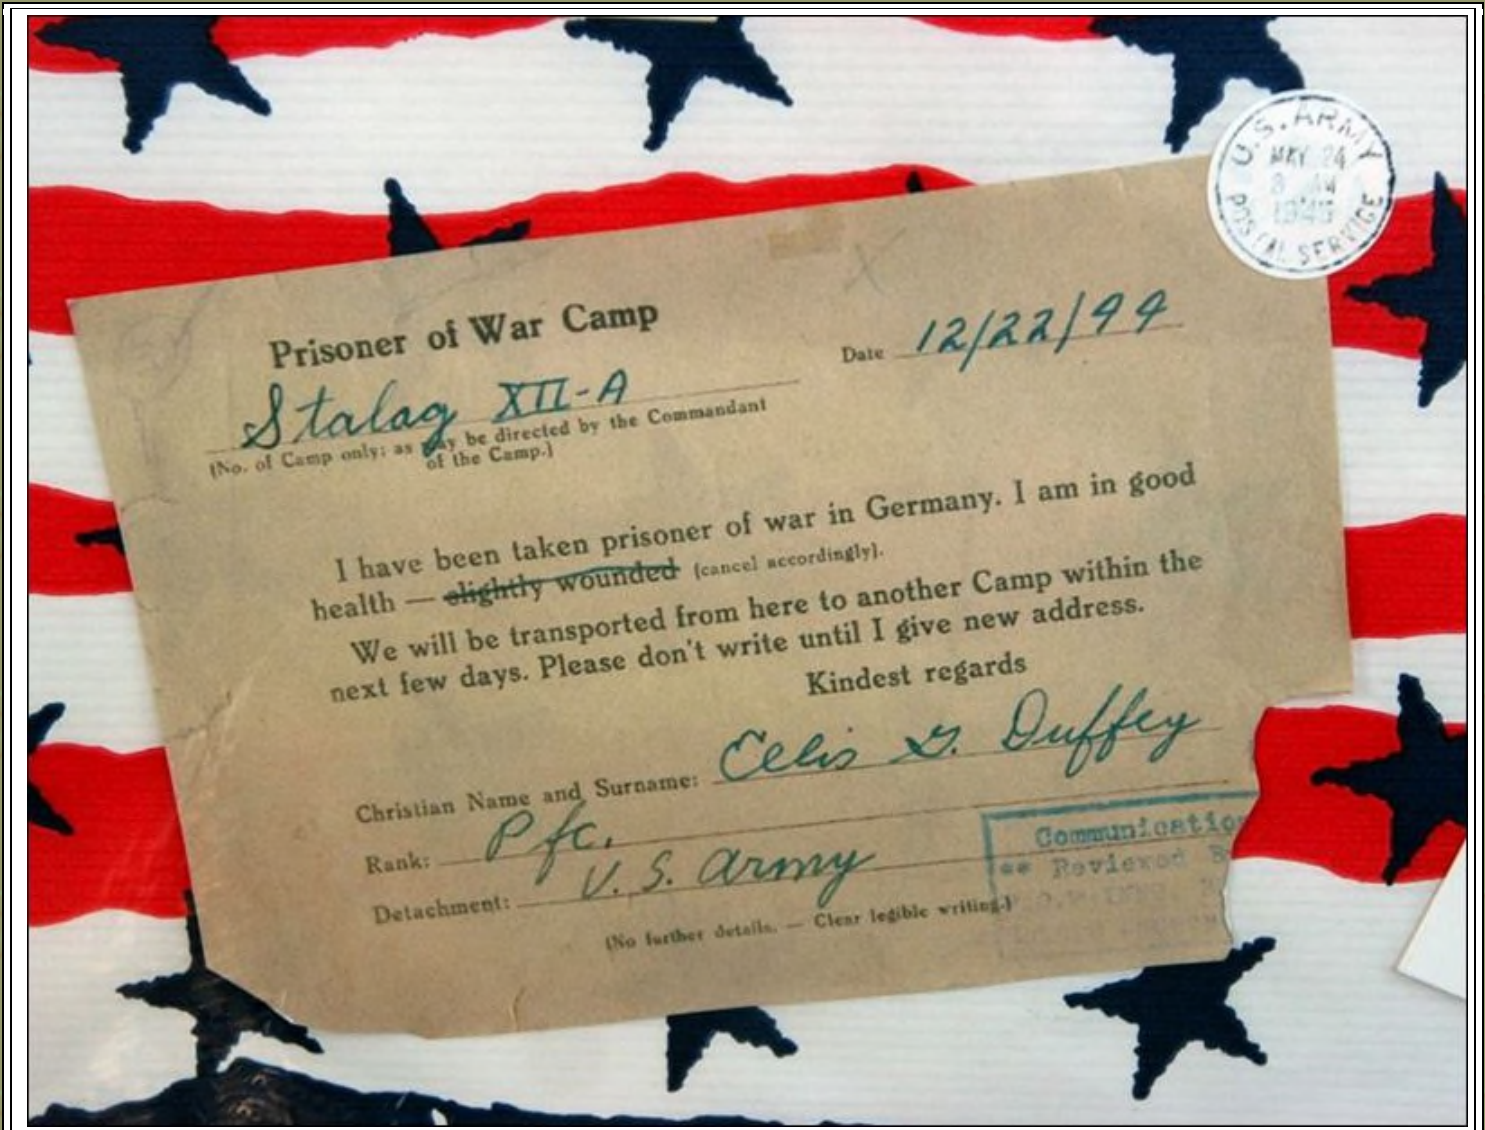 U.S. ARMY
MAY 24
POSTAL SERVICE
Prisoner of War Camp
Date 12/22/44
Stalag XII-A
(No. of Camp only; as may be directed by the Commandant
of the Camp.)
I have been taken prisoner of war in Germany. I am in good
health — slightly wounded (cancel accordingly).
We will be transported from here to another Camp within the
next few days. Please don't write until I give new address.
Kindest regards
Christian Name and Surname: Ellis G. Duffey
Rank: Pfc.
Detachment: U.S. Army
(No further details. — Clear legible writing.)
Communicatio
** Reviewed B